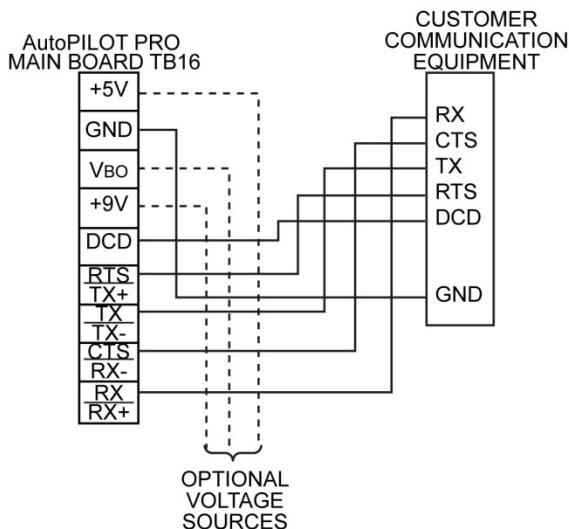 AutoPILOT PRO
MAIN BOARD TB16
+5V
GND
VBO
+9V
DCD
RTS
TX+
TX
TX-
CTS
RX-
RX
RX+
CUSTOMER
COMMUNICATION
EQUIPMENT
RX
CTS
TX
RTS
DCD
GND
OPTIONAL
VOLTAGE
SOURCES